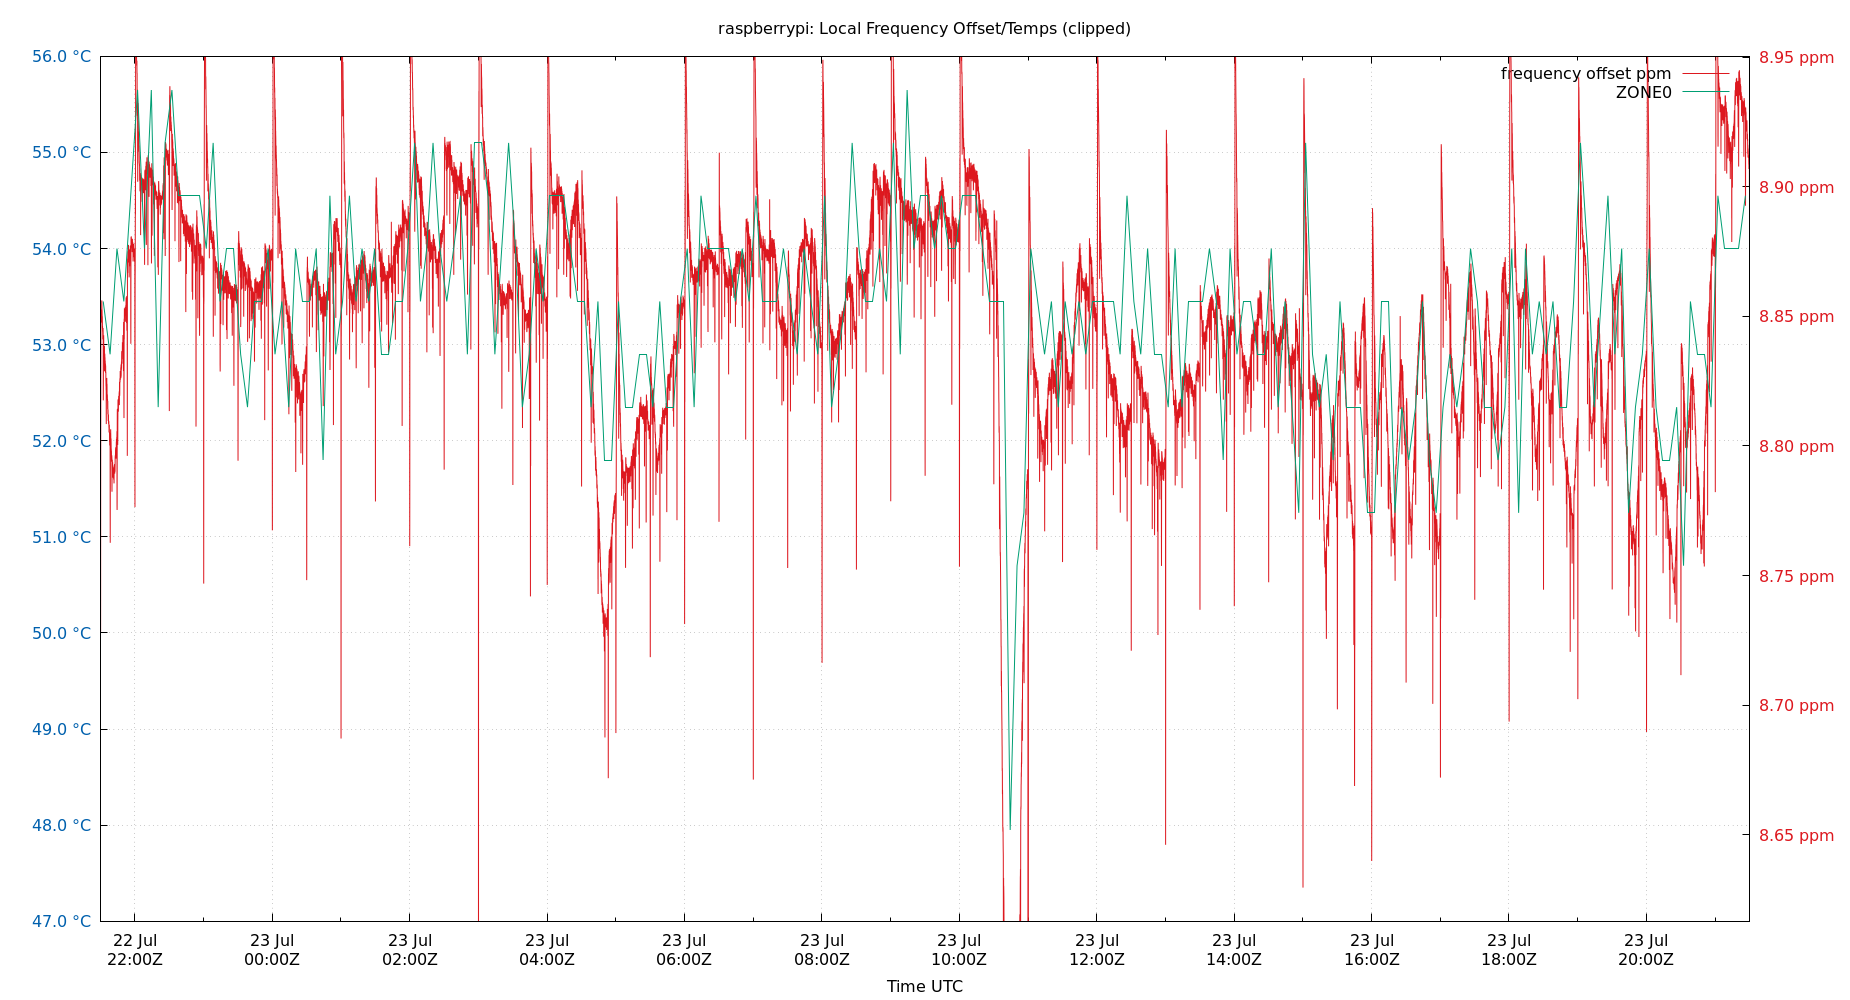 raspberrypi: Local Frequency Offset/Temps (clipped)
56.0 °C
55.0 °C
54.0 °C
53.0 °C
52.0 °C
51.0 °C
50.0 °C
49.0 °C
48.0 °C
47.0 °C
8.95 ppm
8.90 ppm
8.85 ppm
8.80 ppm
8.75 ppm
8.70 ppm
8.65 ppm
frequency offset ppm
ZONE0
22 Jul
22:00Z
23 Jul
00:00Z
23 Jul
02:00Z
23 Jul
04:00Z
23 Jul
06:00Z
23 Jul
08:00Z
23 Jul
10:00Z
23 Jul
12:00Z
23 Jul
14:00Z
23 Jul
16:00Z
23 Jul
18:00Z
23 Jul
20:00Z
Time UTC